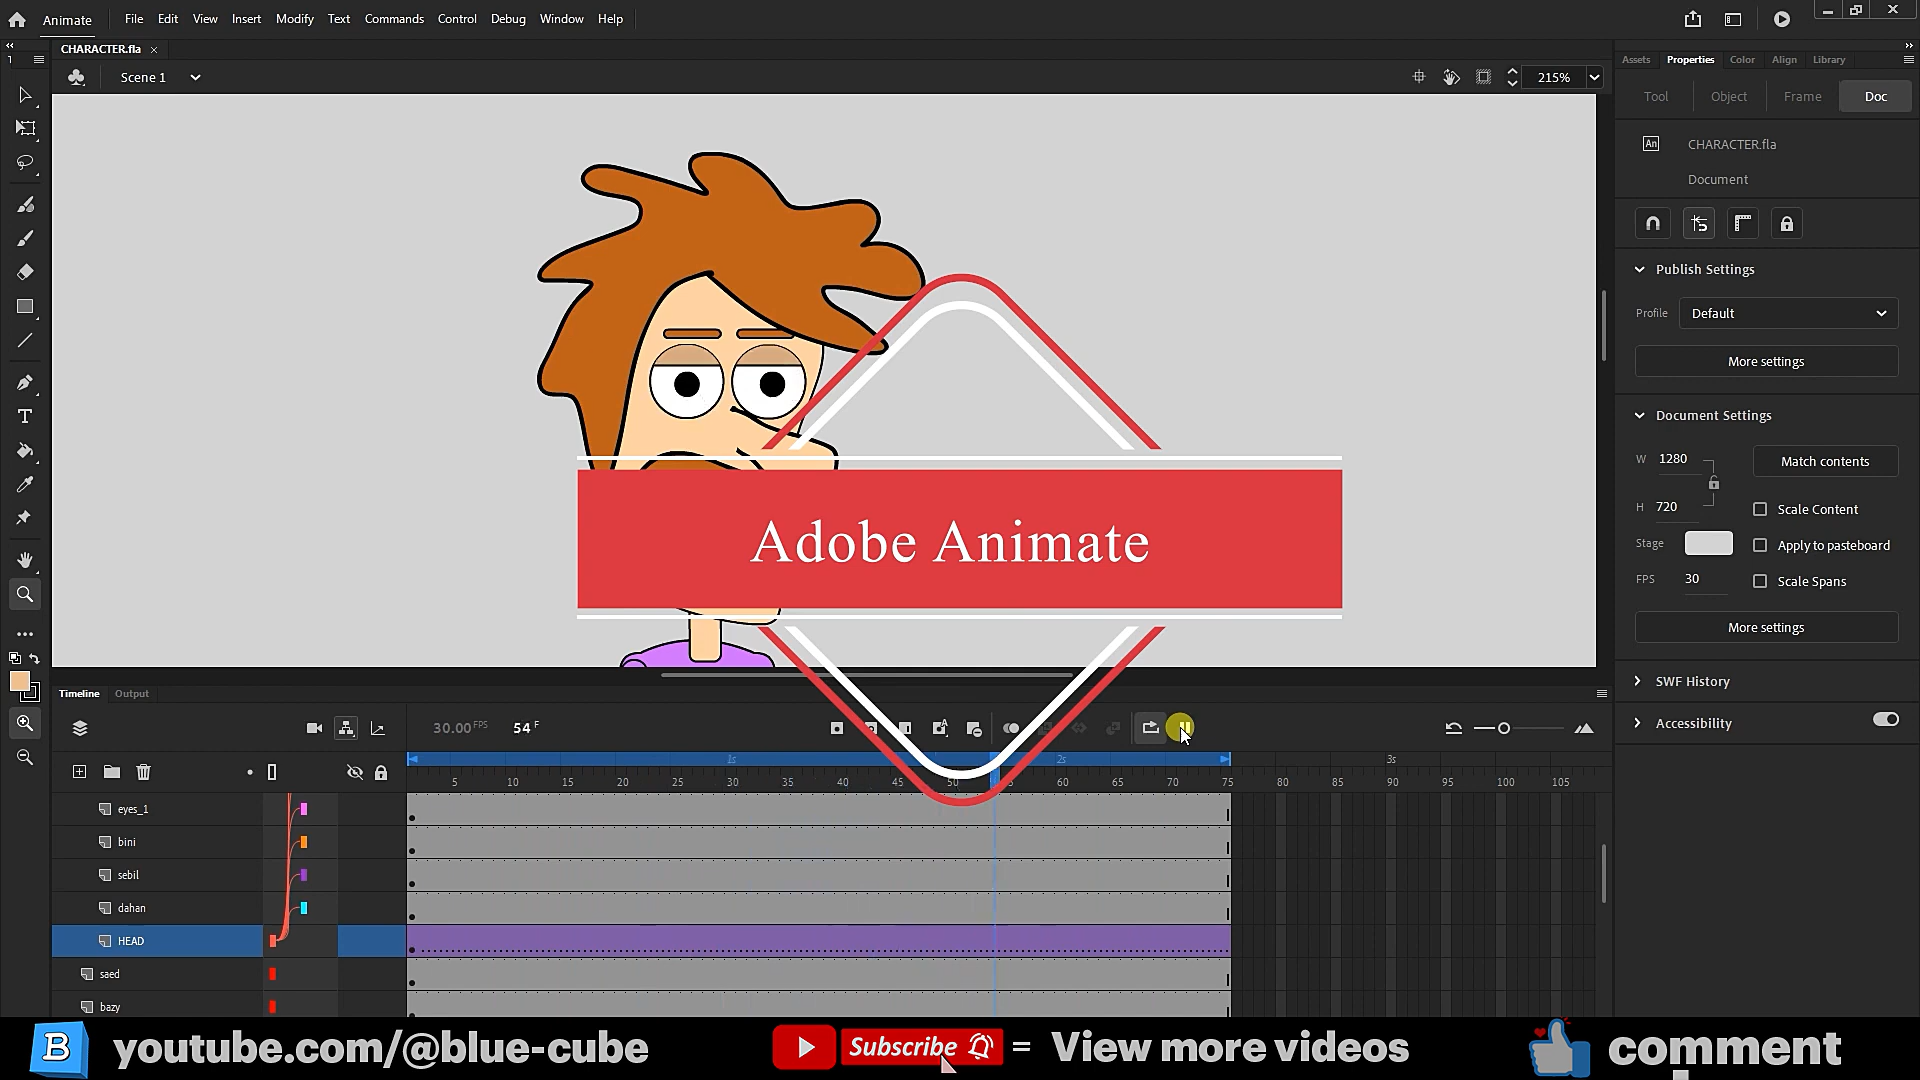 Animate File Edit View Insert Modify Text Commands Control Debug Window Help
CHARACTER.fla
Scene 1
215%
Assets Properties Color Align Library
Tool Object Frame Doc
An CHARACTER.fla
Document
Publish Settings
Profile Default
More settings
Document Settings
W 1280 Match contents
H 720 Scale Content
Stage Apply to pasteboard
FPS 30 Scale Spans
More settings
SWF History
Accessibility
Adobe Animate
Timeline Output
30.00 FPS 54 F
1s 2s 3s
5 10 15 20 25 30 35 40 45 50 55 60 65 70 75 80 85 90 95 100 105
eyes_1
bini
sebil
dahan
HEAD
saed
bazy
B youtube.com/@blue-cube Subscribe = View more videos comment